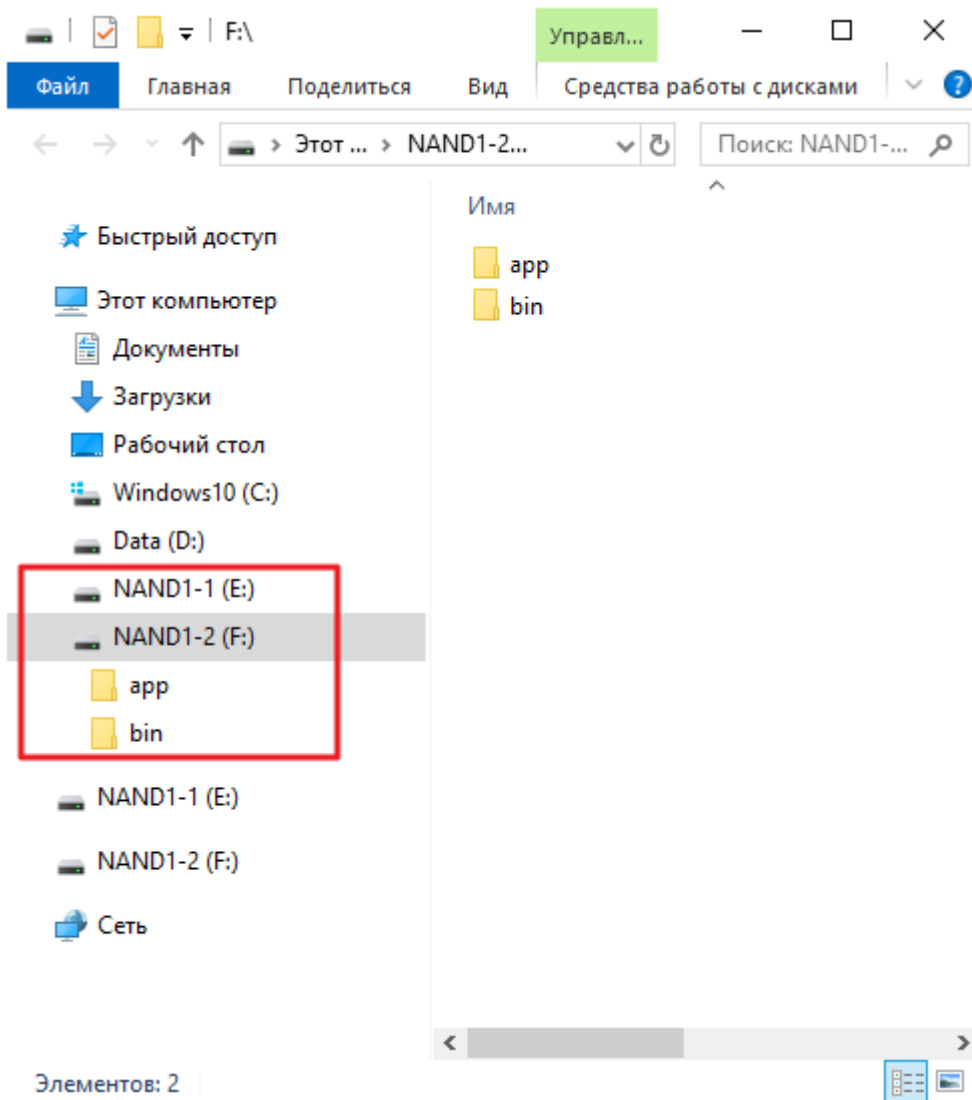 F:\
Управл...
Файл Главная Поделиться Вид Средства работы с дисками
Этот ... NAND1-2... Поиск: NAND1-...
Имя
Быстрый доступ
app
Этот компьютер
bin
Документы
Загрузки
Рабочий стол
Windows10 (C:)
Data (D:)
NAND1-1 (E:)
NAND1-2 (F:)
app
bin
NAND1-1 (E:)
NAND1-2 (F:)
Сеть
Элементов: 2